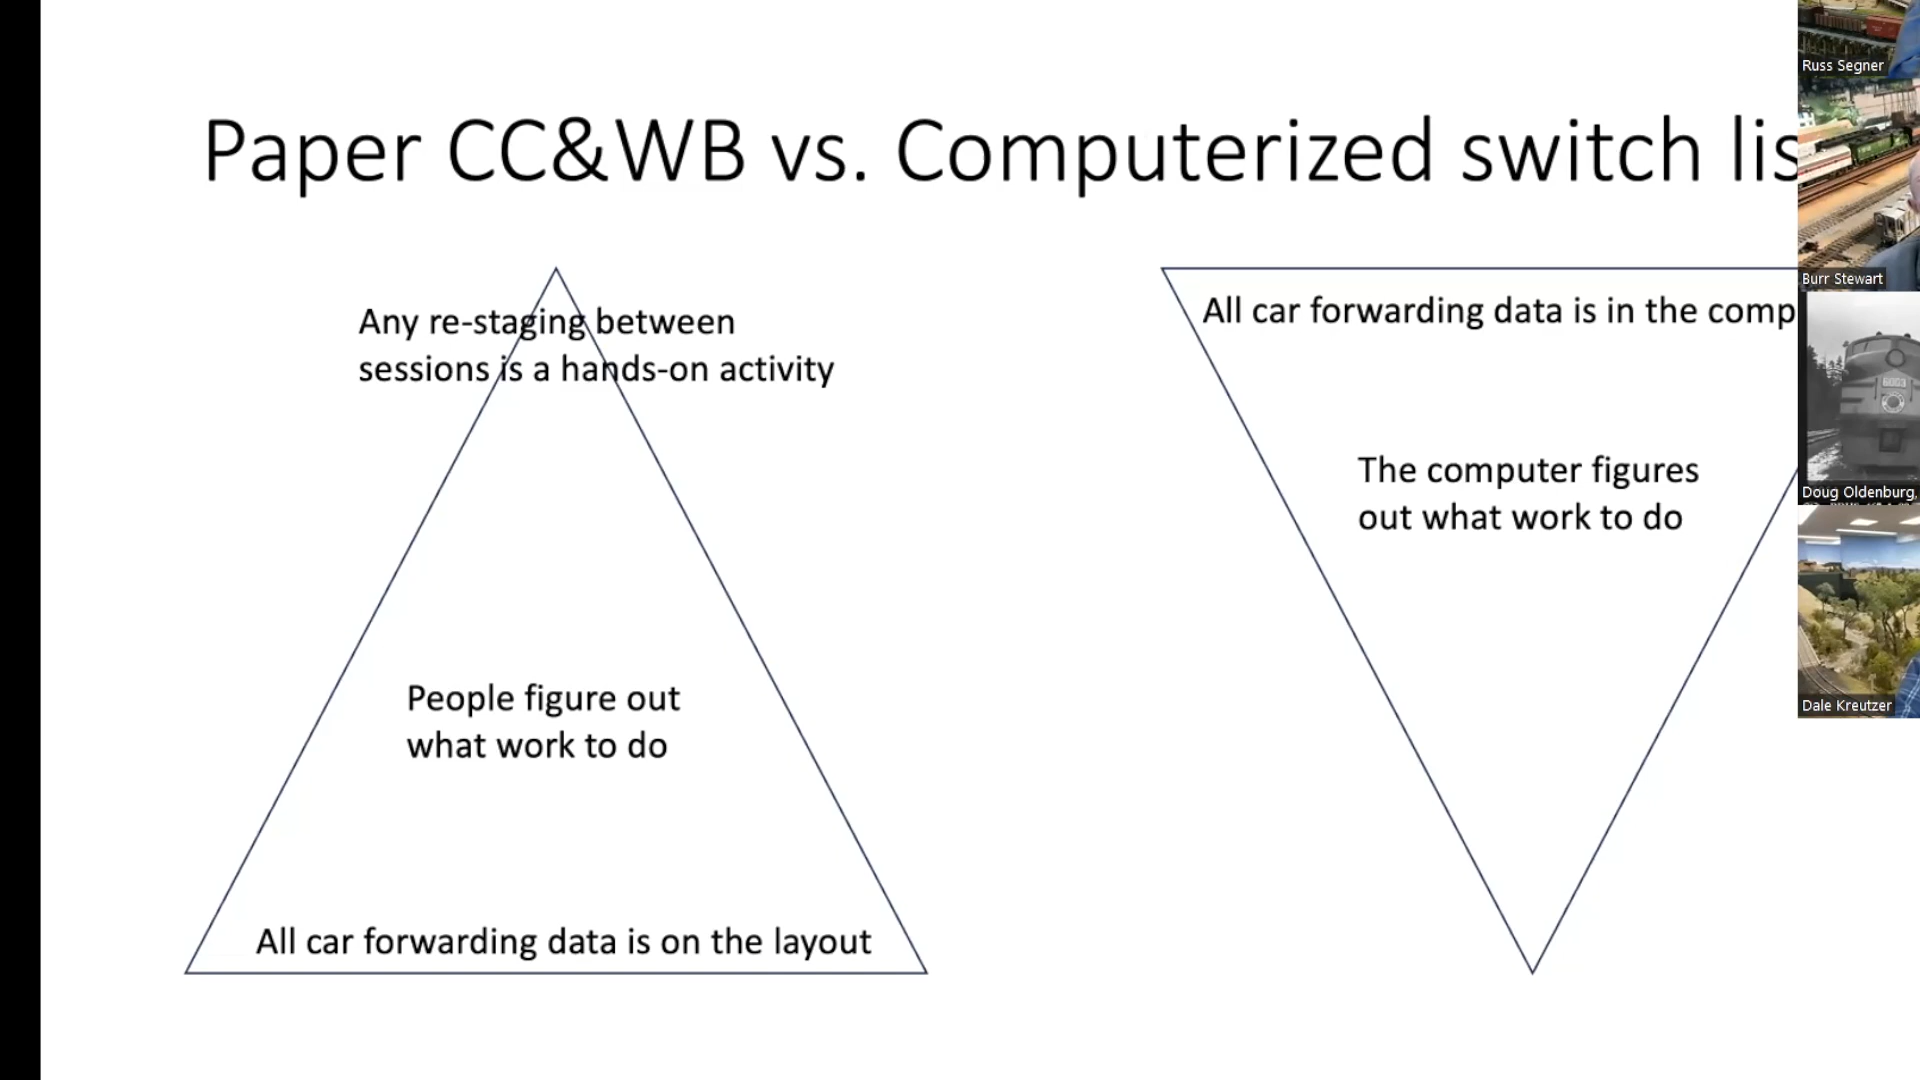 Paper CC&WB vs. Computerized switch lis
Any re-staging between
sessions is a hands-on activity
People figure out
what work to do
All car forwarding data is on the layout
All car forwarding data is in the comp
The computer figures
out what work to do
Russ Segner
Burr Stewart
6003
Doug Oldenburg,
Dale Kreutzer